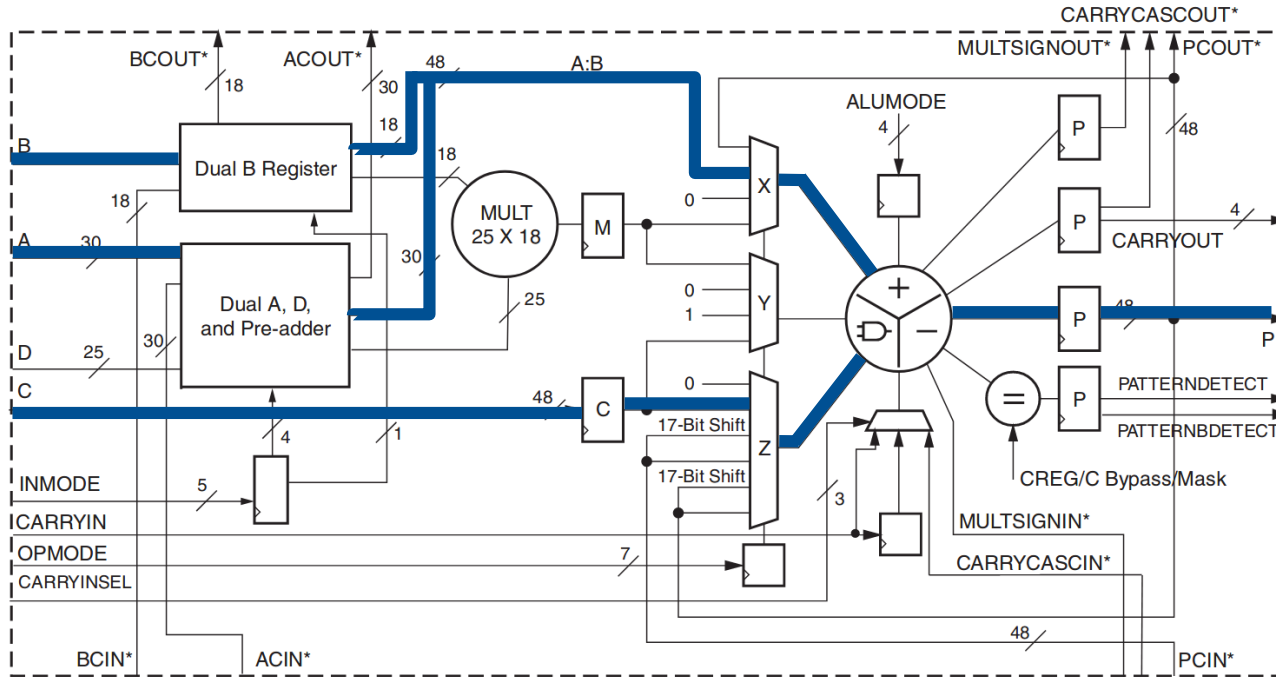 CARRYCASCOUT*
BCOUT* ACOUT* MULTSIGNOUT* PCOUT*
48 A:B
18 30
ALUMODE
18 4 P 48
B
Dual B Register
18
X
18 0
MULT
25 X 18
M
P 4
A 30
CARRYOUT
30
0
+
Dual A, D,
and Pre-adder
25
Y
1
−
P 48
P
30
D 25
C
0
=
P
PATTERNDETECT
48 C
17-Bit Shift
PATTERNBDETECT
4 1
Z
17-Bit Shift
CREG/C Bypass/Mask
INMODE 5
3
CARRYIN
MULTSIGNIN*
OPMODE 7
CARRYCASCIN*
CARRYINSEL
48
BCIN* ACIN* PCIN*